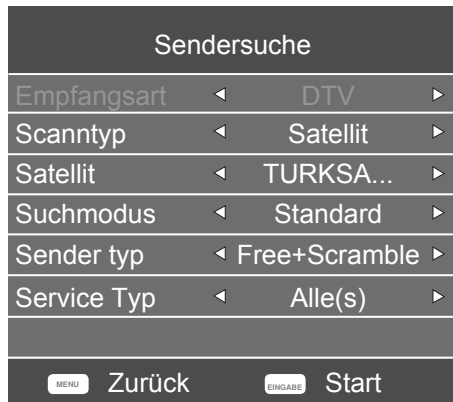 Sendersuche
Empfangsart DTV
Scanntyp Satellit
Satellit TURKSA...
Suchmodus Standard
Sender typ Free+Scramble
Service Typ Alle(s)
MENU Zurück EINGABE Start